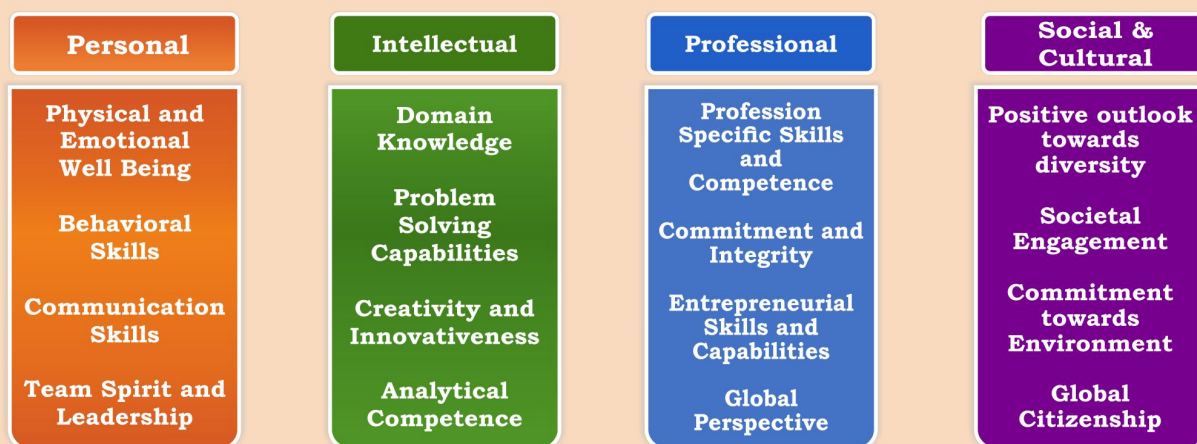 Personal
Physical and
Emotional
Well Being
Behavioral
Skills
Communication
Skills
Team Spirit and
Leadership
Intellectual
Domain
Knowledge
Problem
Solving
Capabilities
Creativity and
Innovativeness
Analytical
Competence
Professional
Profession
Specific Skills
and
Competence
Commitment and
Integrity
Entrepreneurial
Skills and
Capabilities
Global
Perspective
Social &
Cultural
Positive outlook
towards
diversity
Societal
Engagement
Commitment
towards
Environment
Global
Citizenship